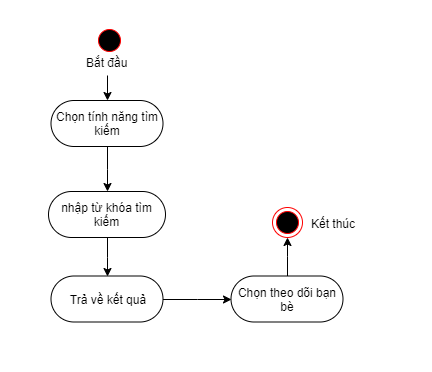 Bắt đầu
Chọn tính năng tìm
kiếm
nhập từ khóa tìm
kiếm
Trả về kết quả
Chọn theo dõi bạn
bè
Kết thúc